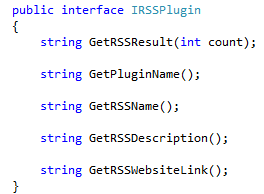 public interface IRSSPlugin
{
    string GetRSSResult(int count);
    string GetPluginName();
    string GetRSSName();
    string GetRSSDescription();
    string GetRSSWebsiteLink();
}